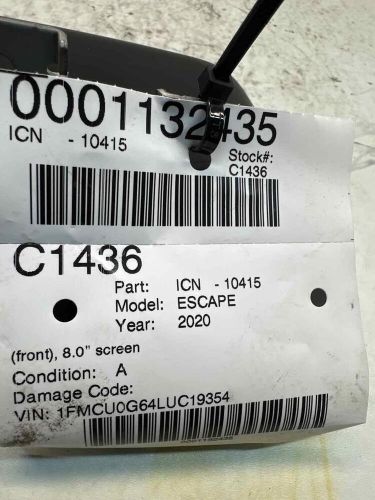 0001132435
ICN - 10415
Stock#:
C1436
C1436
Part: ICN - 10415
Model: ESCAPE
Year: 2020
(front), 8.0" screen
Condition: A
Damage Code:
VIN: 1FMCU0G64LUC19354
0001132435